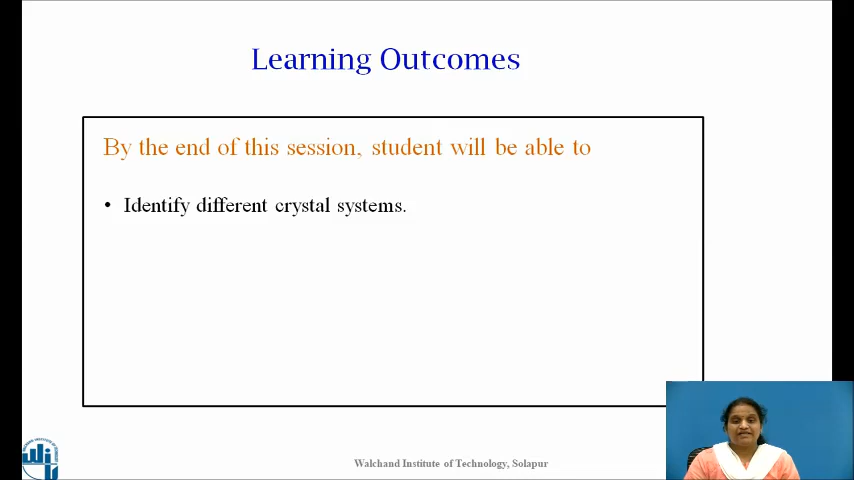 Learning Outcomes
By the end of this session, student will be able to
• Identify different crystal systems.
Walchand Institute of Technology, Solapur